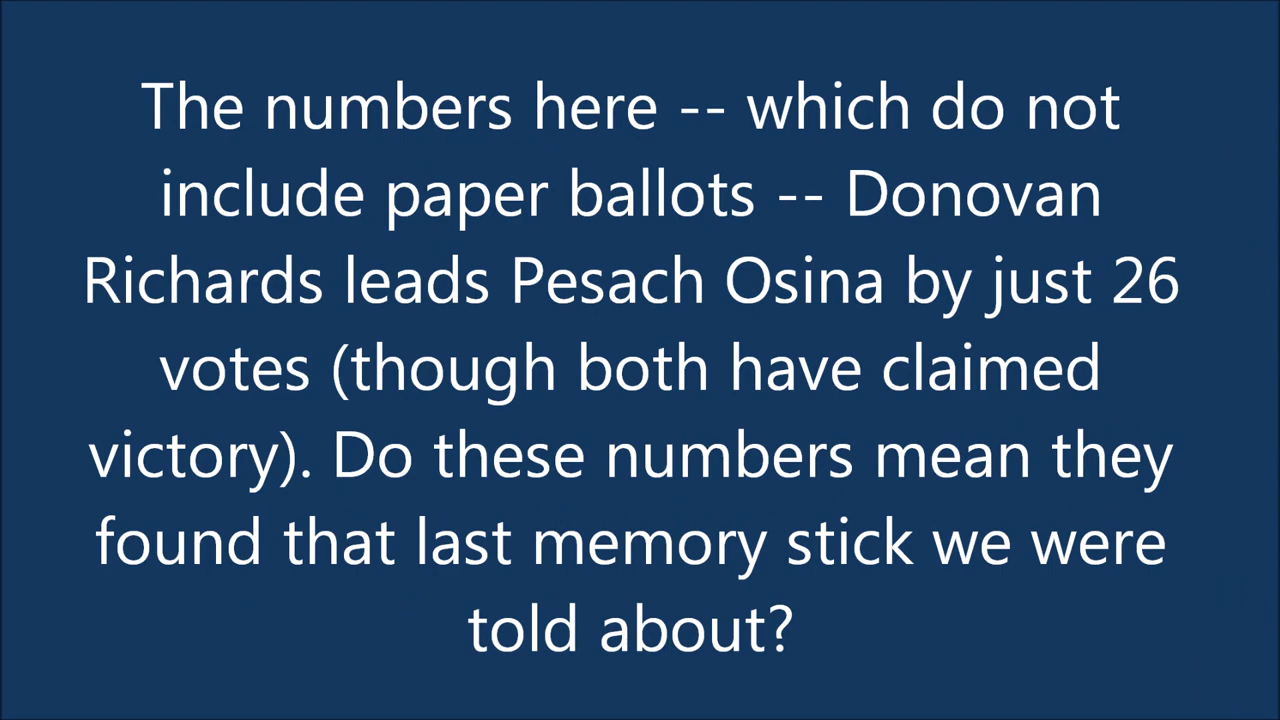 The numbers here -- which do not
include paper ballots -- Donovan
Richards leads Pesach Osina by just 26
votes (though both have claimed
victory). Do these numbers mean they
found that last memory stick we were
told about?